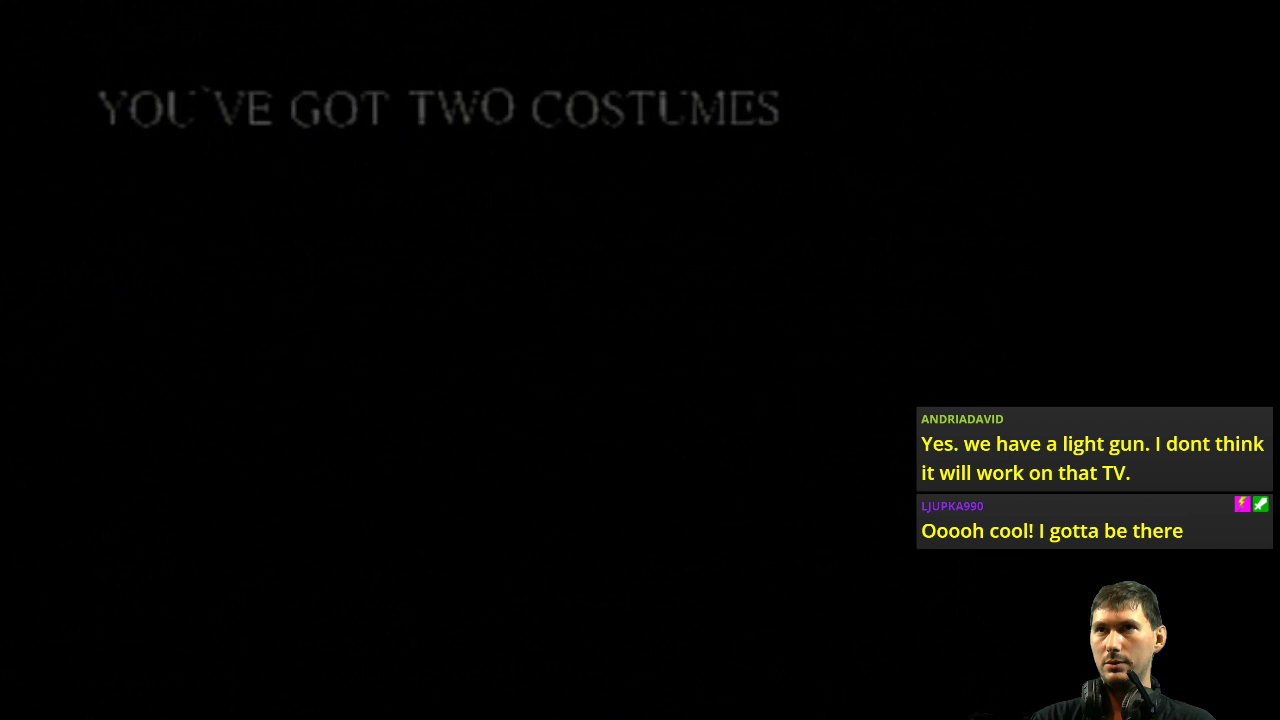 YOU`VE GOT TWO COSTUMES
ANDRIADAVID
Yes. we have a light gun. I dont think
it will work on that TV.
LJUPKA990
Ooooh cool! I gotta be there